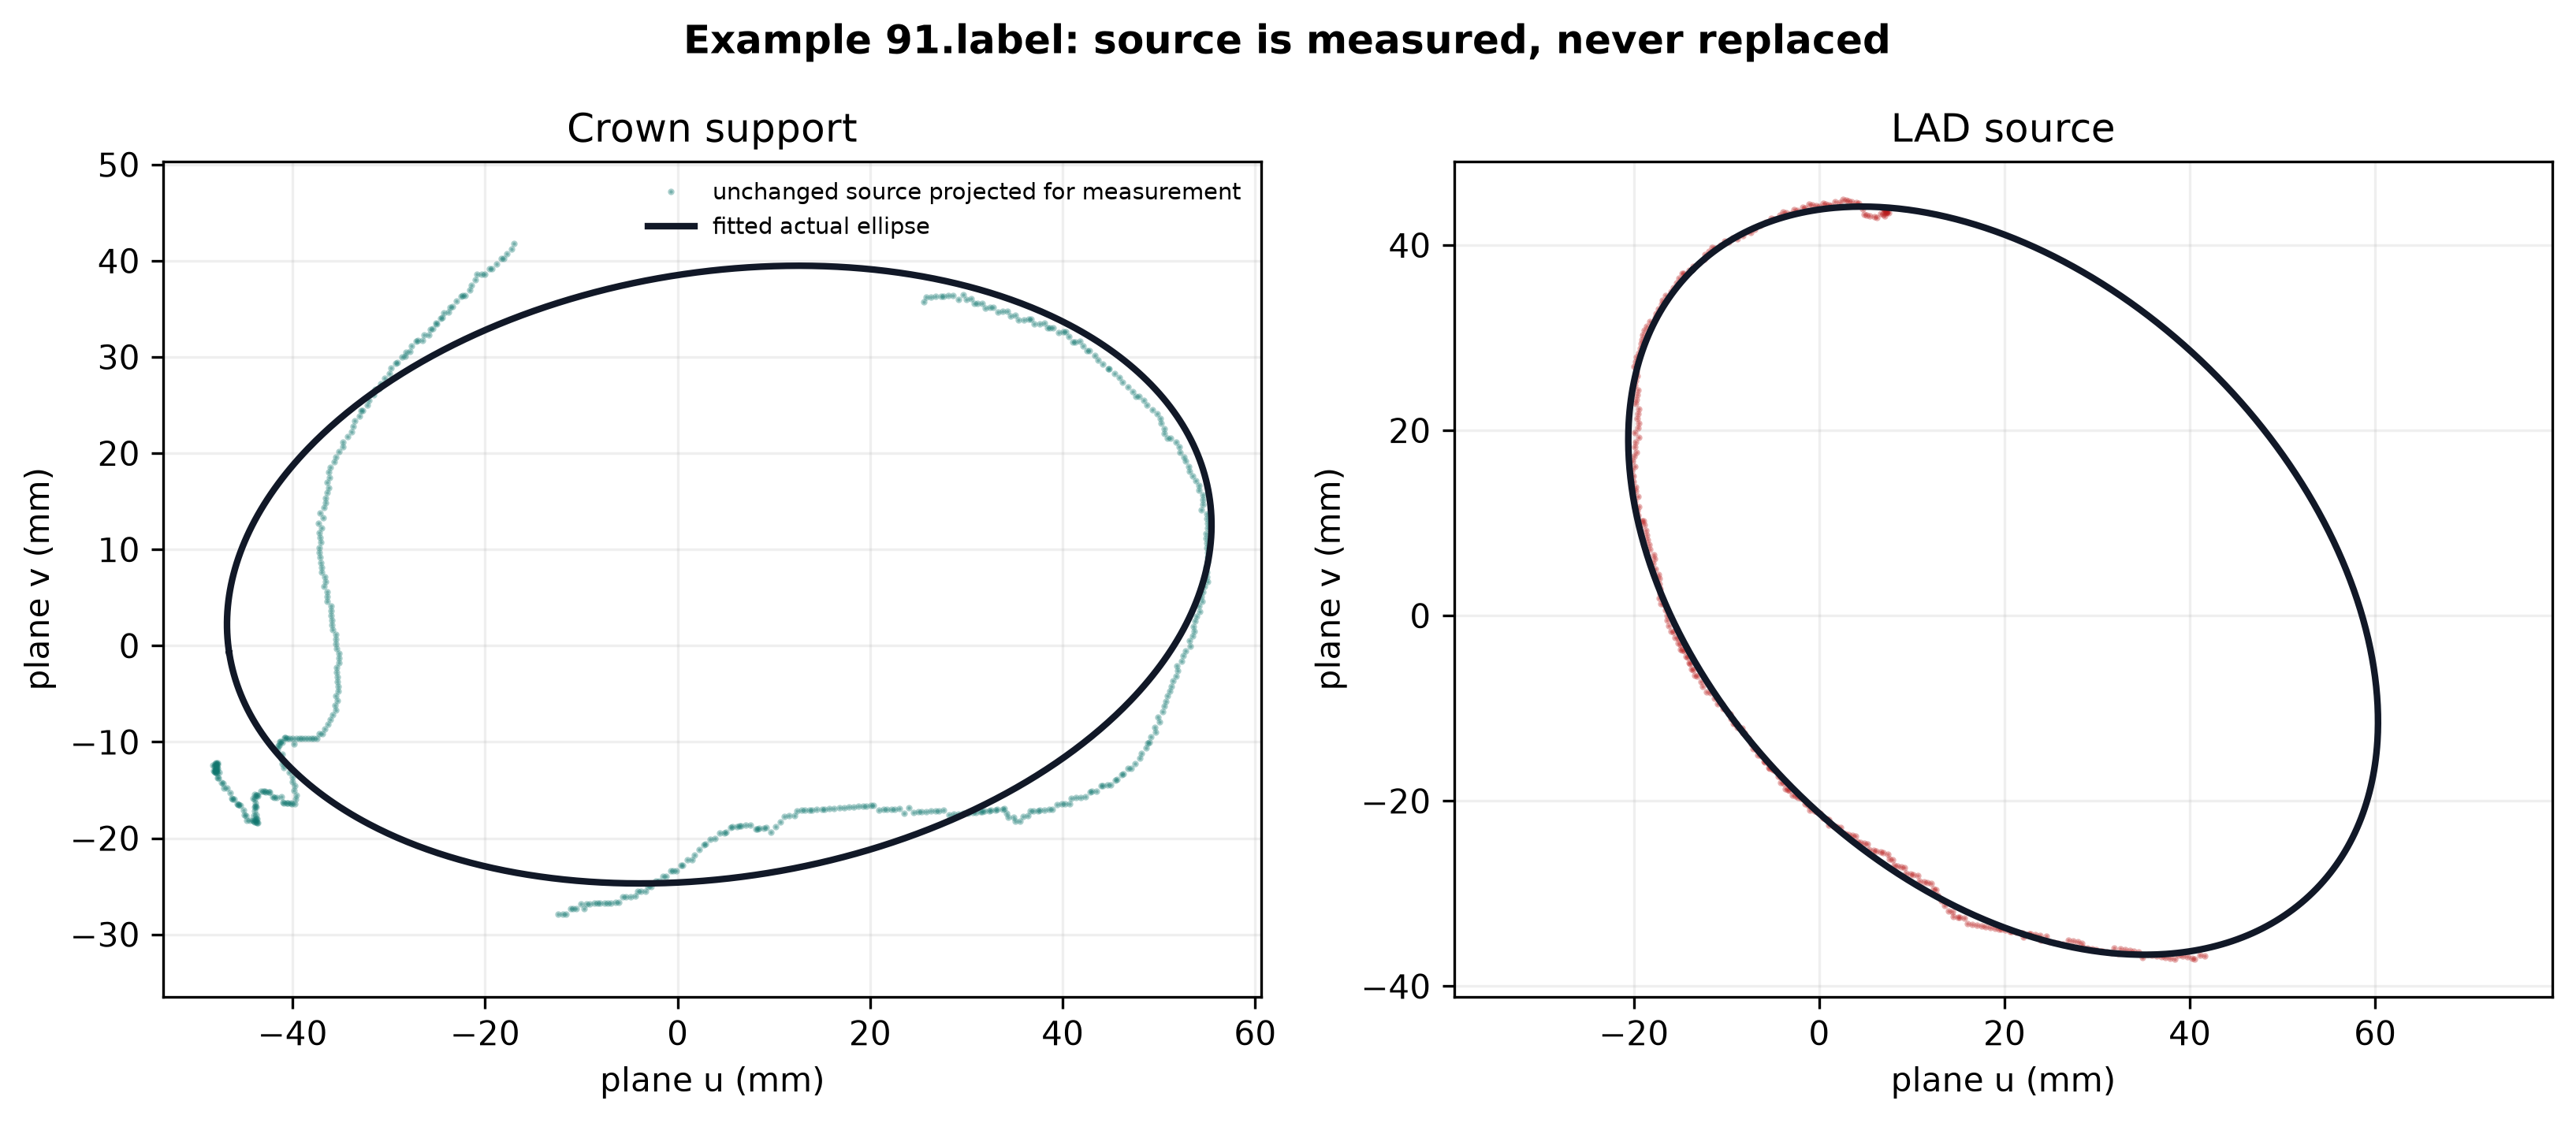 Example 91.label: source is measured, never replaced
Crown support
unchanged source projected for measurement
fitted actual ellipse
50
40
30
20
10
0
−10
−20
−30
plane v (mm)
−40
−20
0
20
40
60
plane u (mm)
LAD source
40
20
0
−20
−40
plane v (mm)
−20
0
20
40
60
plane u (mm)